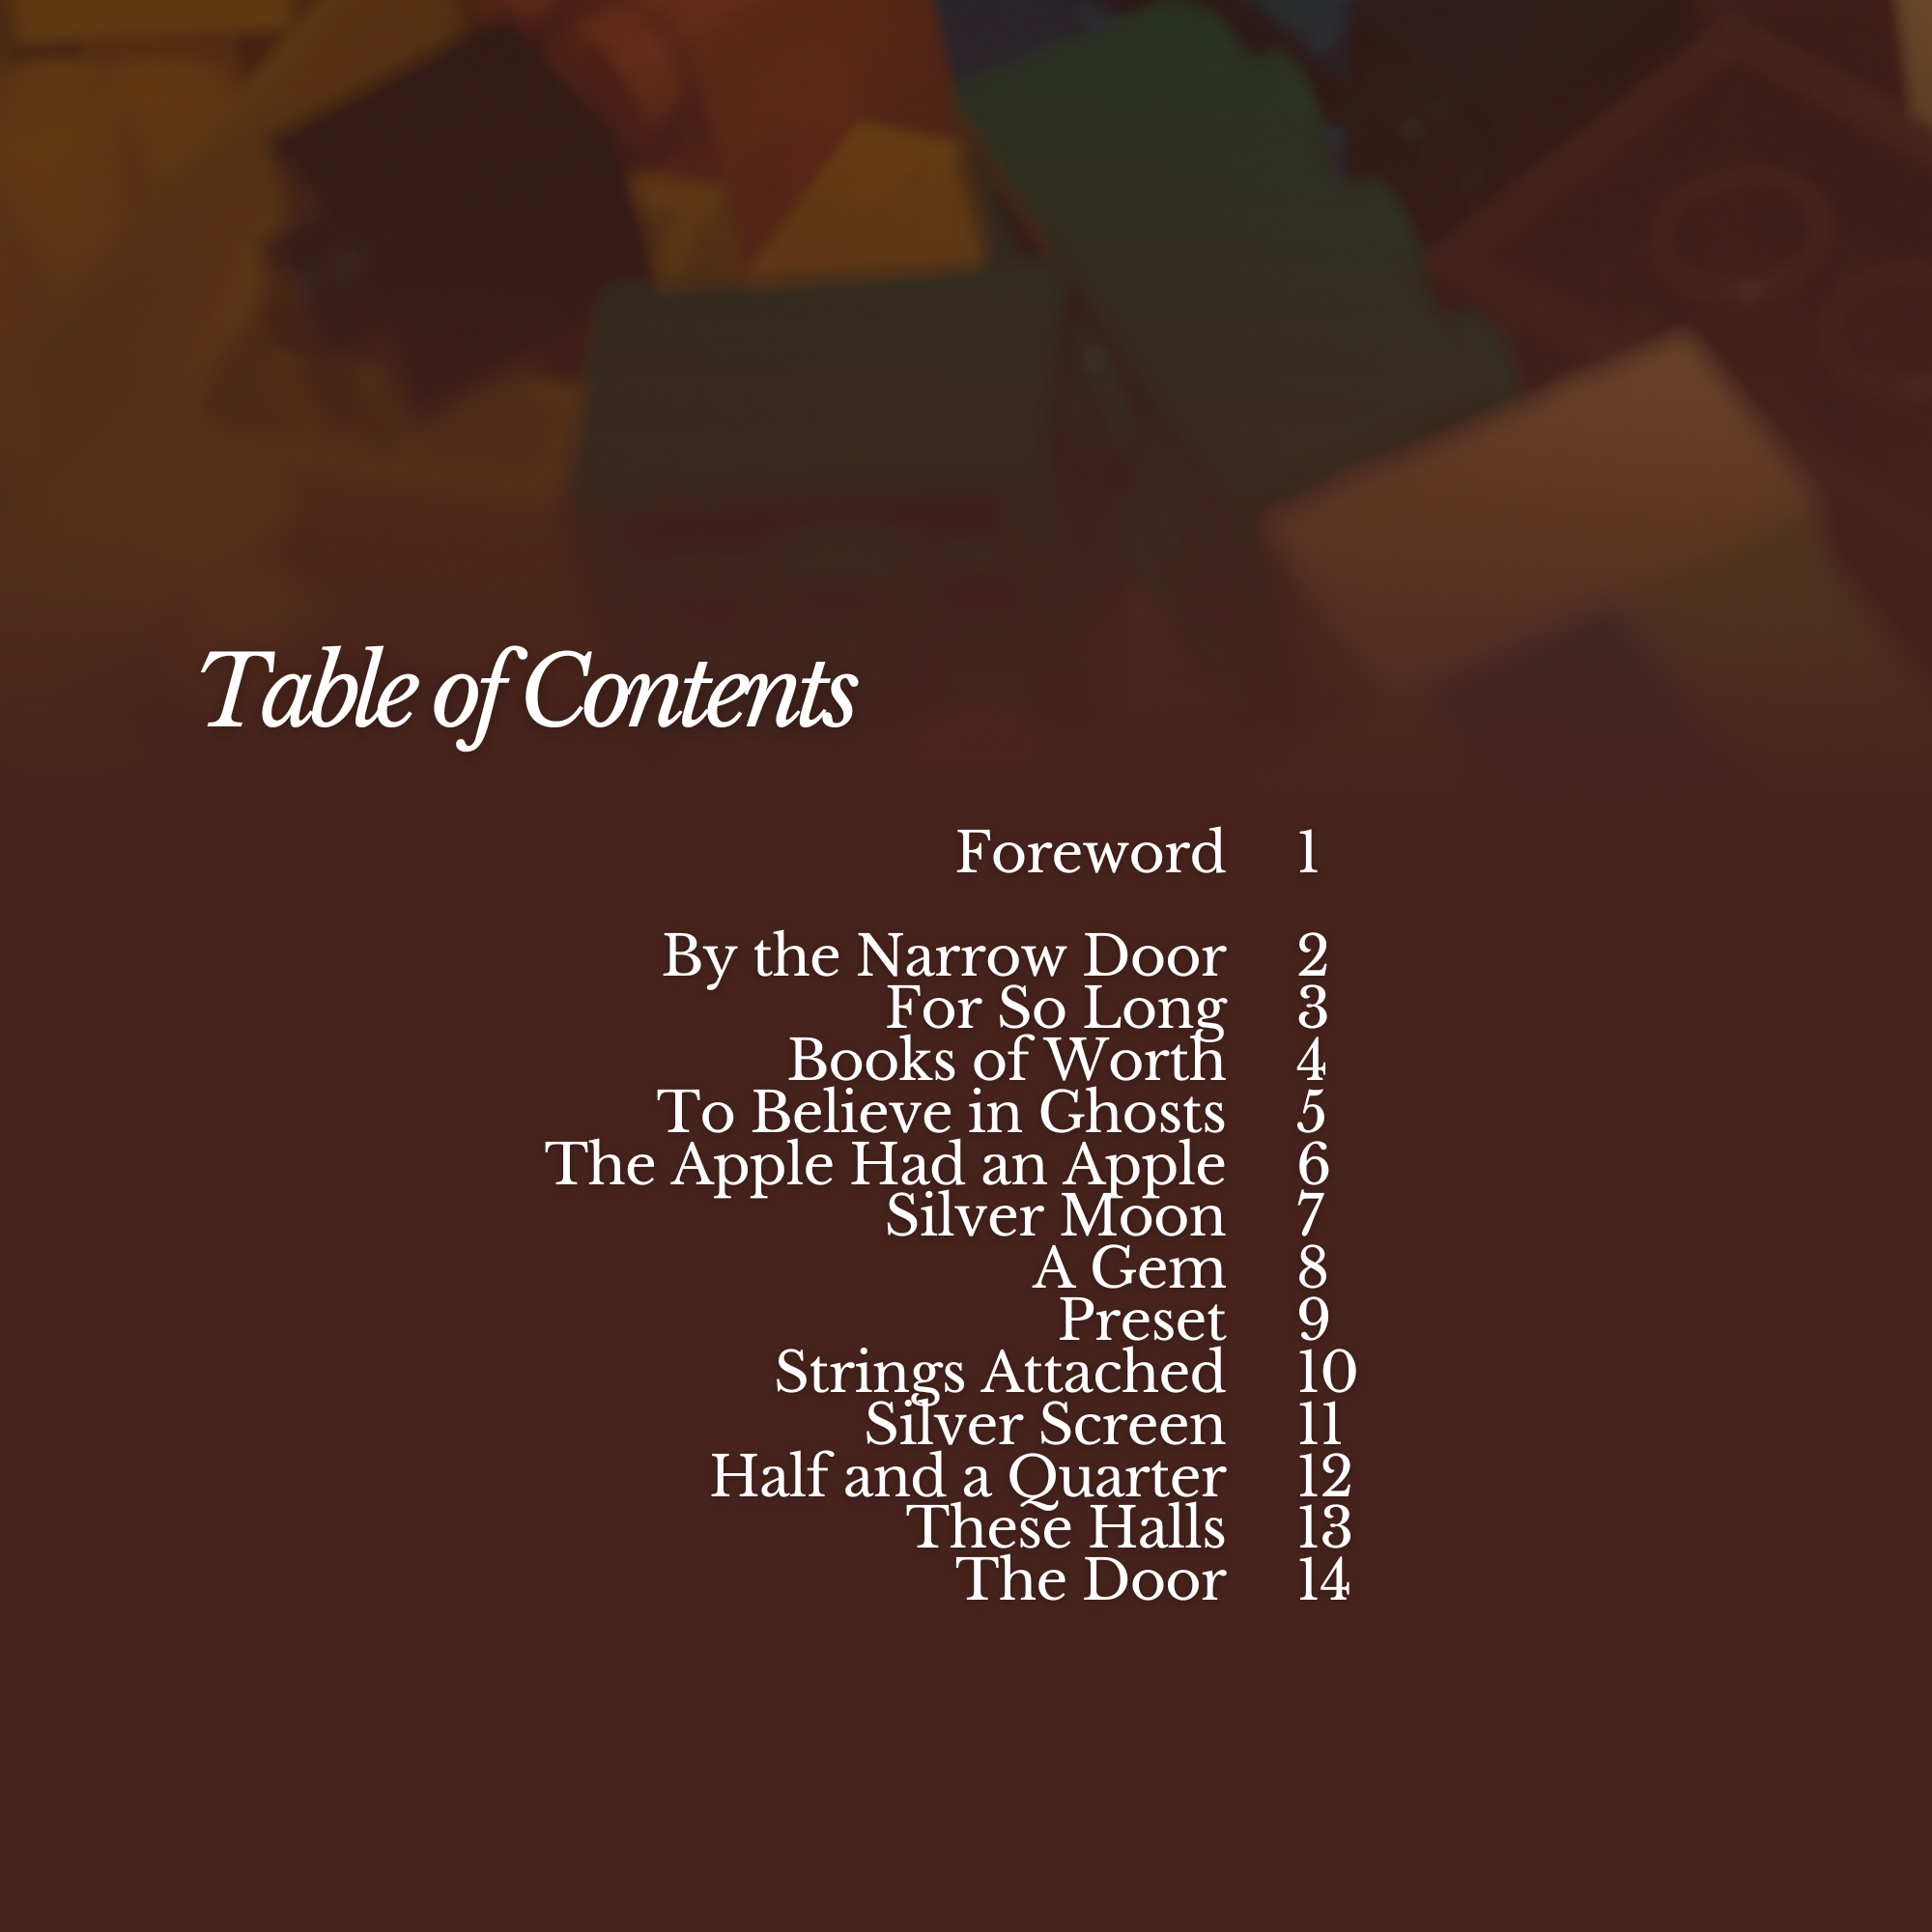 Table of Contents
Foreword 1
By the Narrow Door 2
For So Long 3
Books of Worth 4
To Believe in Ghosts 5
The Apple Had an Apple 6
Silver Moon 7
A Gem 8
Preset 9
Strings Attached 10
Silver Screen 11
Half and a Quarter 12
These Halls 13
The Door 14